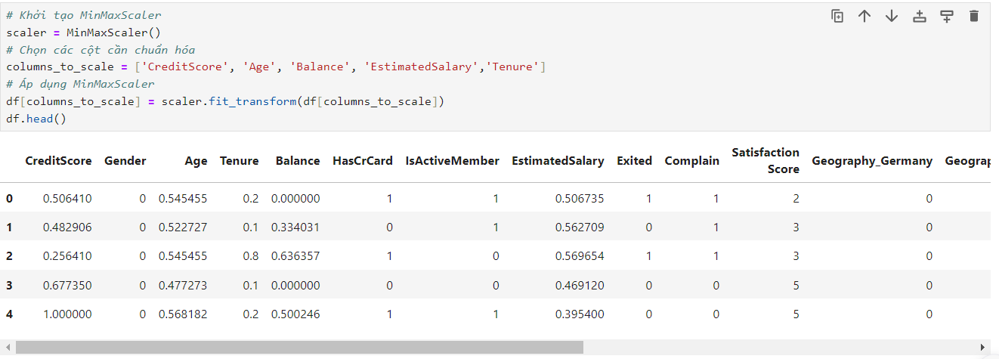 # Khởi tạo MinMaxScaler
scaler = MinMaxScaler()
# Chọn các cột cần chuẩn hóa
columns_to_scale = ['CreditScore', 'Age', 'Balance', 'EstimatedSalary','Tenure']
# Áp dụng MinMaxScaler
df[columns_to_scale] = scaler.fit_transform(df[columns_to_scale])
df.head()
CreditScore Gender Age Tenure Balance HasCrCard IsActiveMember EstimatedSalary Exited Complain Satisfaction Score Geography_Germany Geograp
0 0.506410 0 0.545455 0.2 0.000000 1 1 0.506735 1 1 2 0
1 0.482906 0 0.522727 0.1 0.334031 0 1 0.562709 0 1 3 0
2 0.256410 0 0.545455 0.8 0.636357 1 0 0.569654 1 1 3 0
3 0.677350 0 0.477273 0.1 0.000000 0 0 0.469120 0 0 5 0
4 1.000000 0 0.568182 0.2 0.500246 1 1 0.395400 0 0 5 0